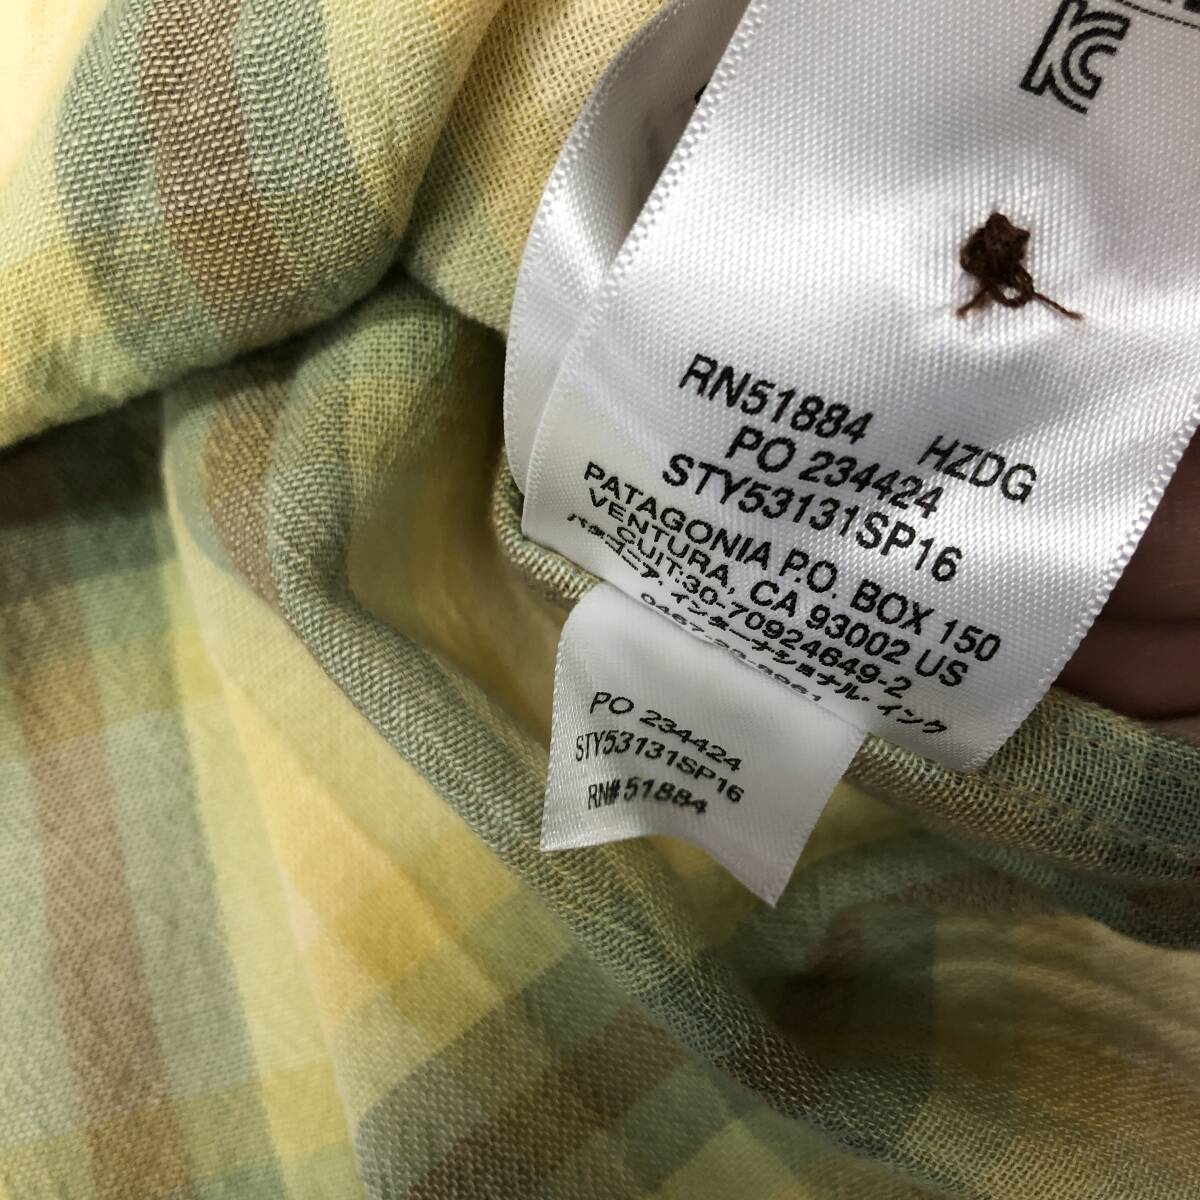 RN51884 HZDG
PO 234424
STY53131SP16
PATAGONIA P.O. BOX 150
VENTURA, CA 93002 US
CUIT:30-70924649-2
パタゴニア・インターナショナル・インク
PO 234424
STY53131SP16
RN# 51884